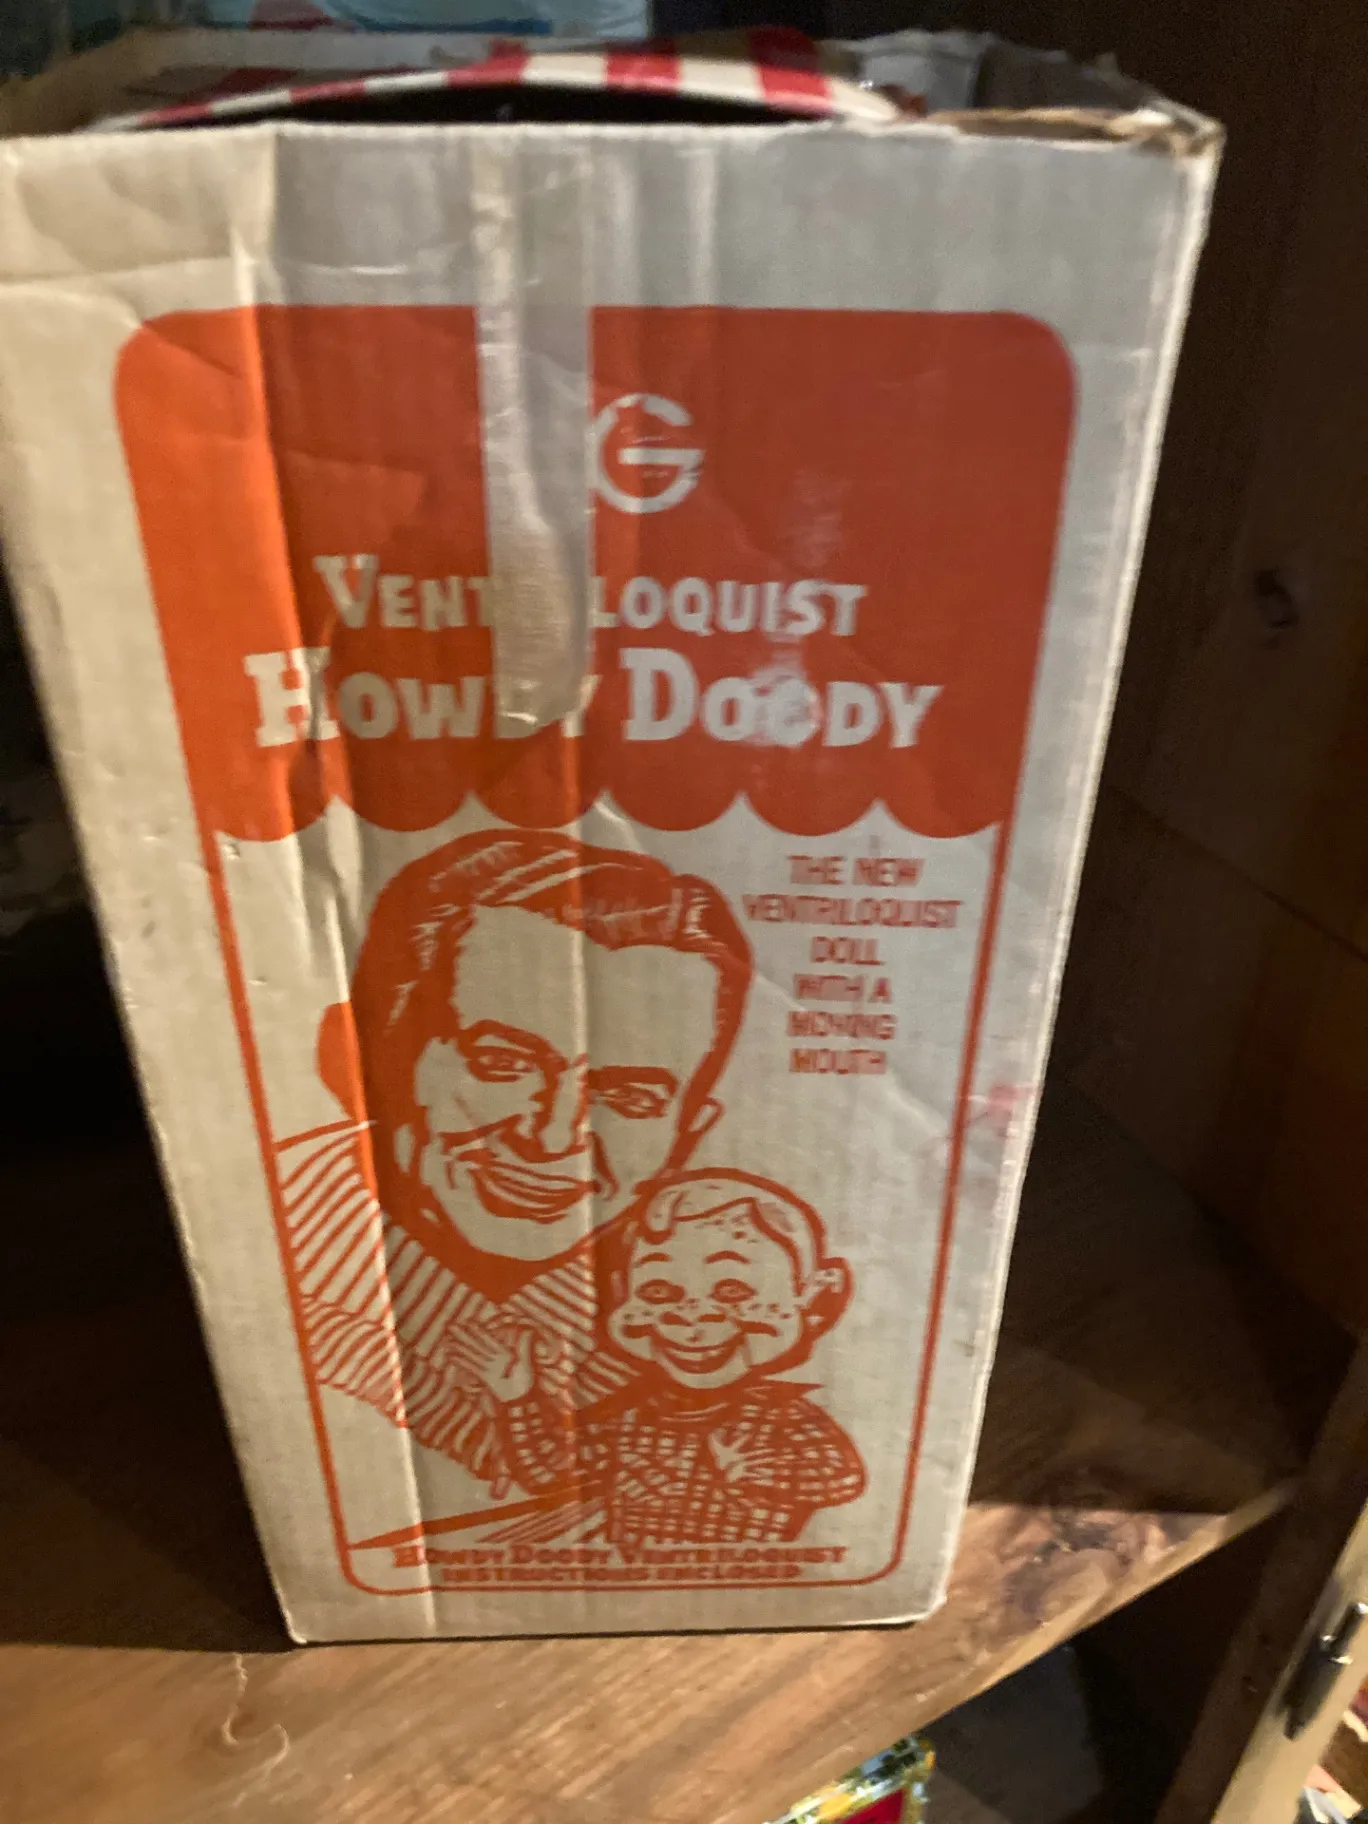 G
VENTRILOQUIST
HOWDY DOODY
THE NEW
VENTRILOQUIST
DOLL
WITH A
MOVING
MOUTH
HOWDY DOODY VENTRILOQUIST
INSTRUCTIONS ENCLOSED